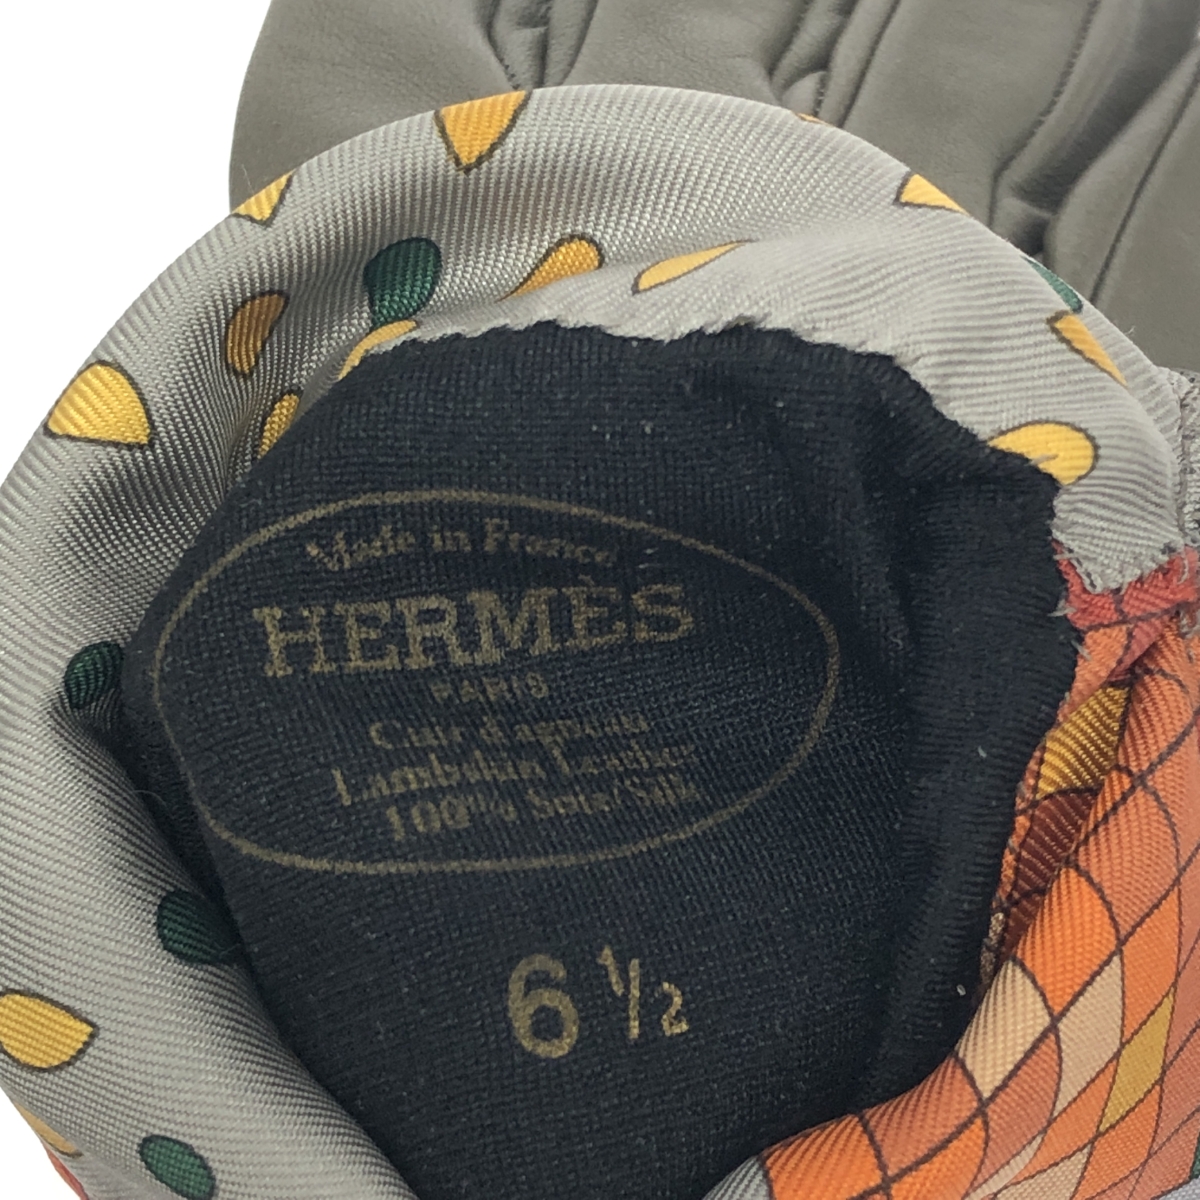 Made in France
HERMÈS
PARIS
Cuir d'agneau
Lambskin Leather
100% Soie/Silk
6 1/2